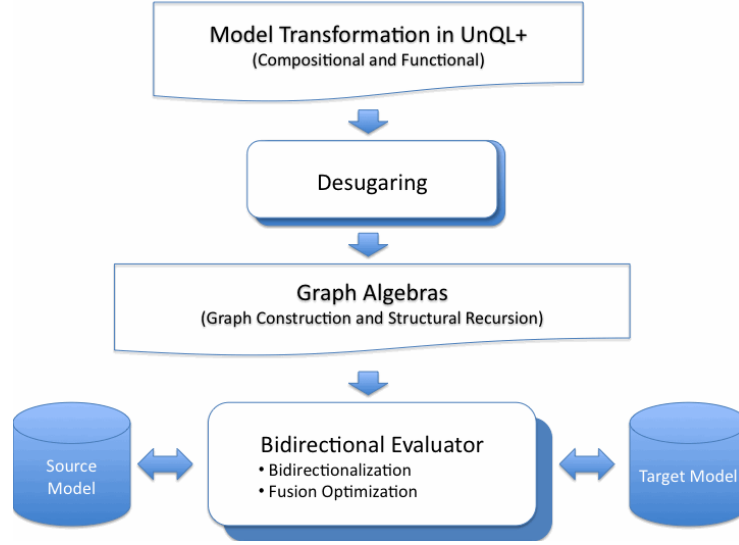 Model Transformation in UnQL+
(Compositional and Functional)
Desugaring
Graph Algebras
(Graph Construction and Structural Recursion)
Source
Model
Bidirectional Evaluator
• Bidirectionalization
• Fusion Optimization
Target Model